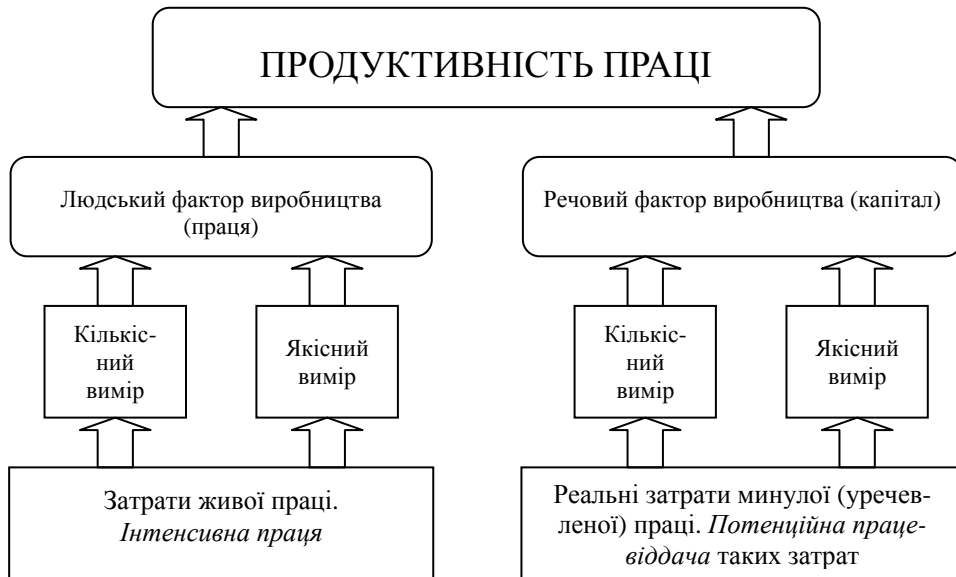 ПРОДУКТИВНІСТЬ ПРАЦІ
Людський фактор виробництва
(праця)
Речовий фактор виробництва (капітал)
Кількіс-
ний
вимір
Якісний
вимір
Кількіс-
ний
вимір
Якісний
вимір
Затрати живої праці.
Інтенсивна праця
Реальні затрати минулої (уречев-
леної) праці. Потенційна праце-
віддача таких затрат